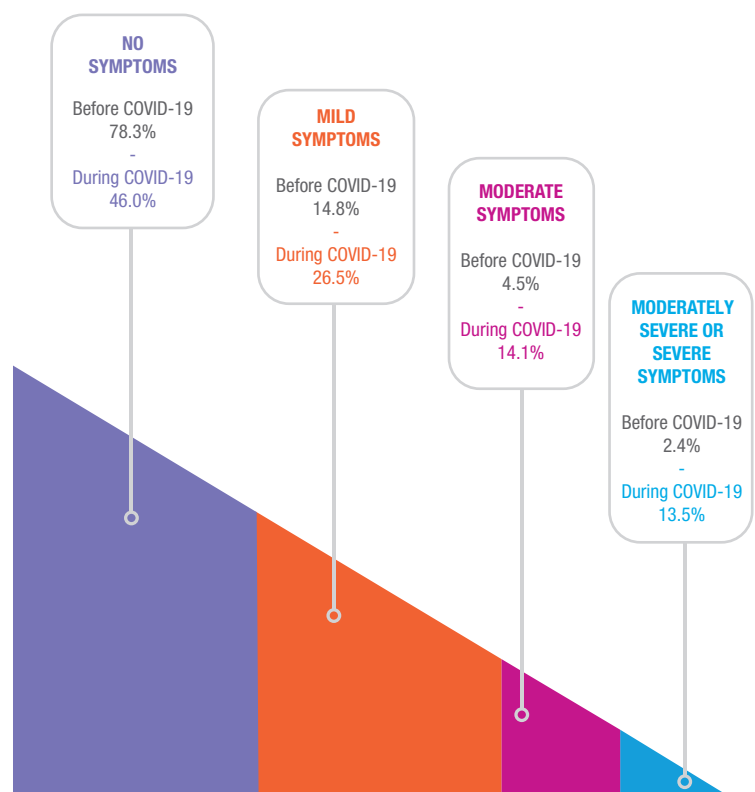 NO
SYMPTOMS
Before COVID-19
78.3%
-
During COVID-19
46.0%
MILD
SYMPTOMS
Before COVID-19
14.8%
-
During COVID-19
26.5%
MODERATE
SYMPTOMS
Before COVID-19
4.5%
-
During COVID-19
14.1%
MODERATELY
SEVERE OR
SEVERE
SYMPTOMS
Before COVID-19
2.4%
-
During COVID-19
13.5%